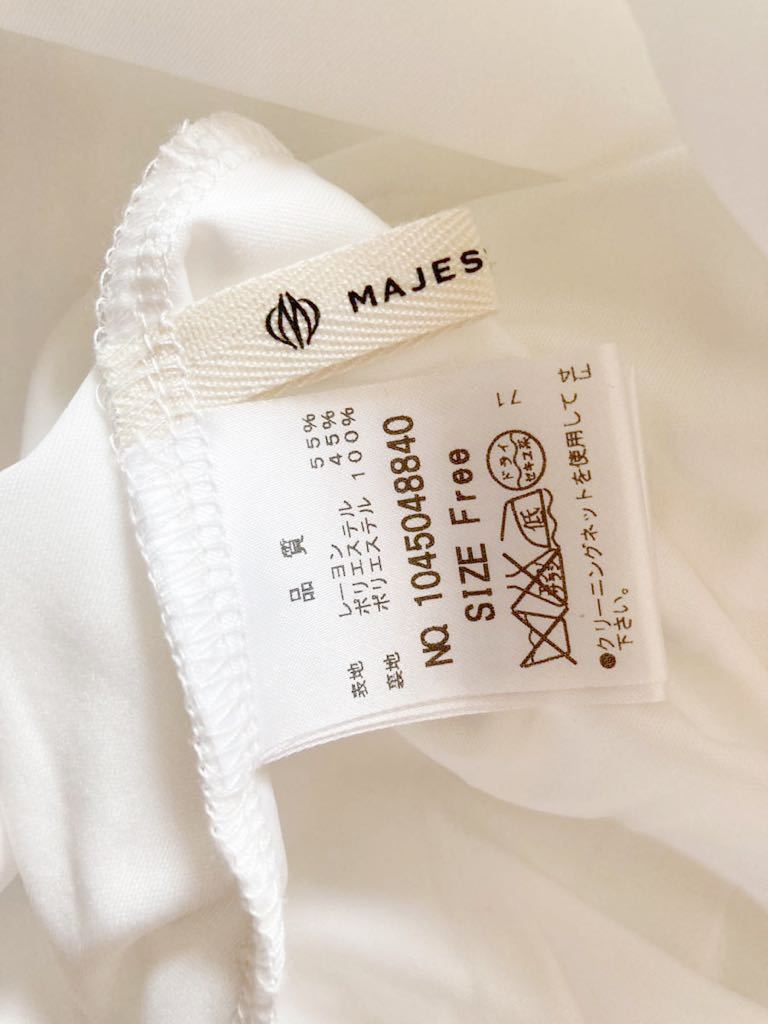 MAJES
品質
表地 レーヨン 55%
ポリエステル 45%
裏地 ポリエステル 100%
NO. 1045048840
SIZE Free
ドライ
セキユ系
低
●クリーニングネットを使用して
下さい。